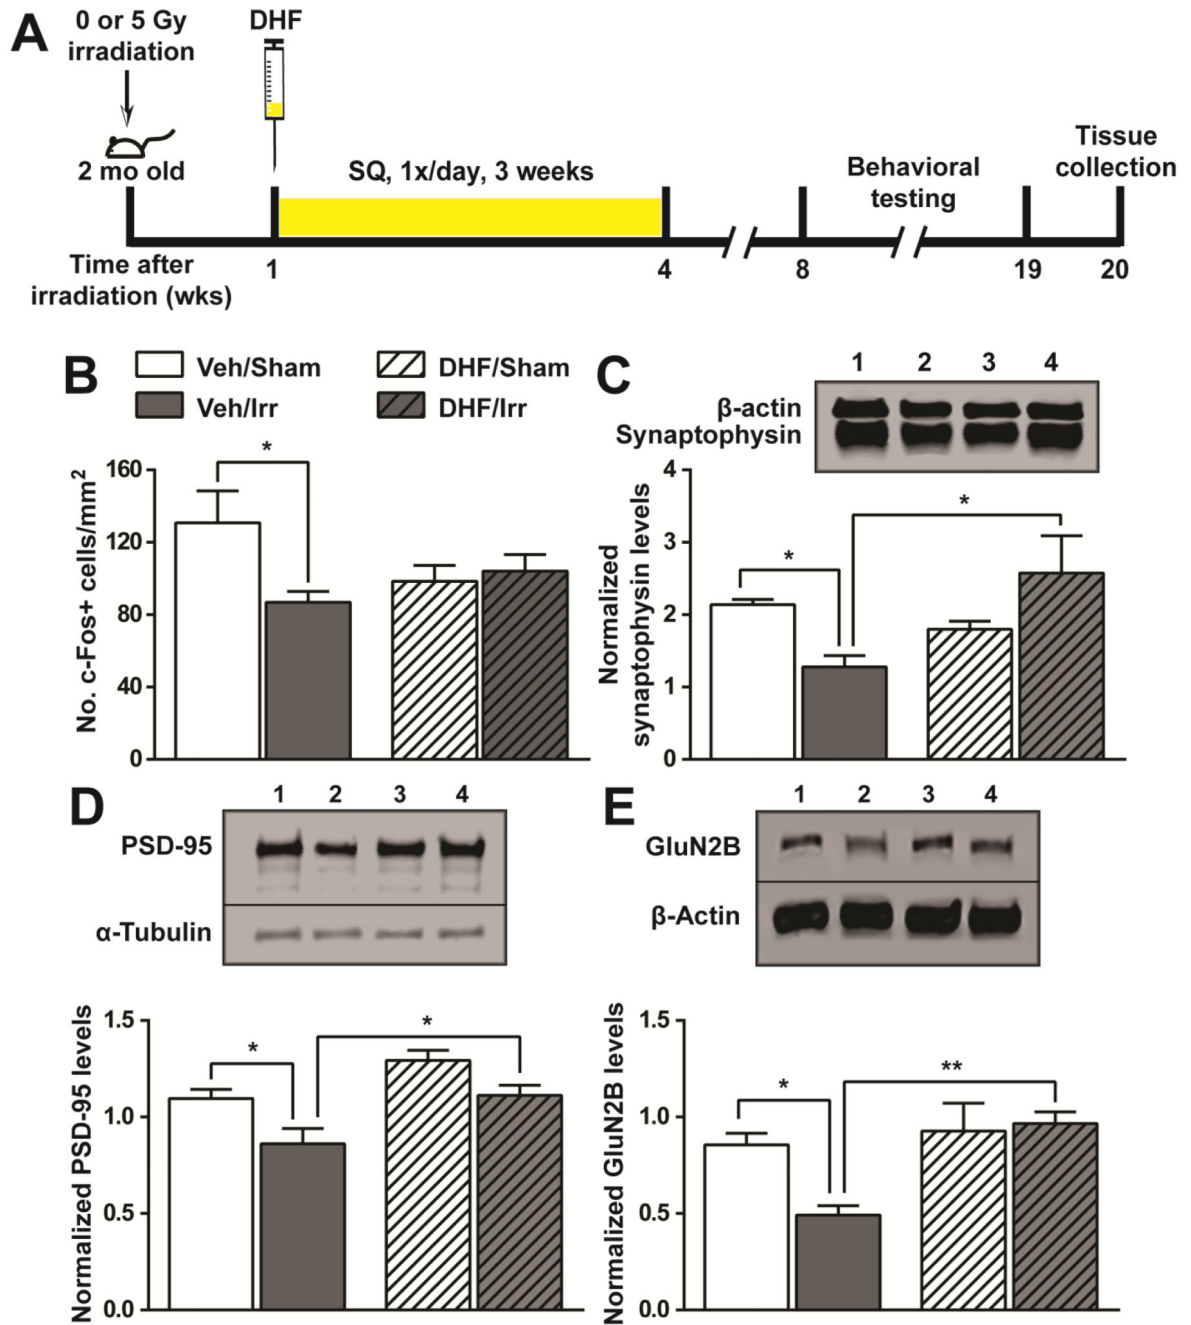 A
0 or 5 Gy
irradiation
DHF
2 mo old
SQ, 1x/day, 3 weeks
Behavioral
testing
Tissue
collection
Time after
irradiation (wks)
1
4
8
19
20
B
Veh/Sham
DHF/Sham
Veh/Irr
DHF/Irr
No. c-Fos+ cells/mm²
160
120
80
40
0
*
C
1 2 3 4
β-actin
Synaptophysin
Normalized
synaptophysin levels
4
3
2
1
0
*
*
D
1 2 3 4
PSD-95
α-Tubulin
Normalized PSD-95 levels
1.5
1.0
0.5
0.0
*
*
E
1 2 3 4
GluN2B
β-Actin
Normalized GluN2B levels
1.5
1.0
0.5
0.0
*
**